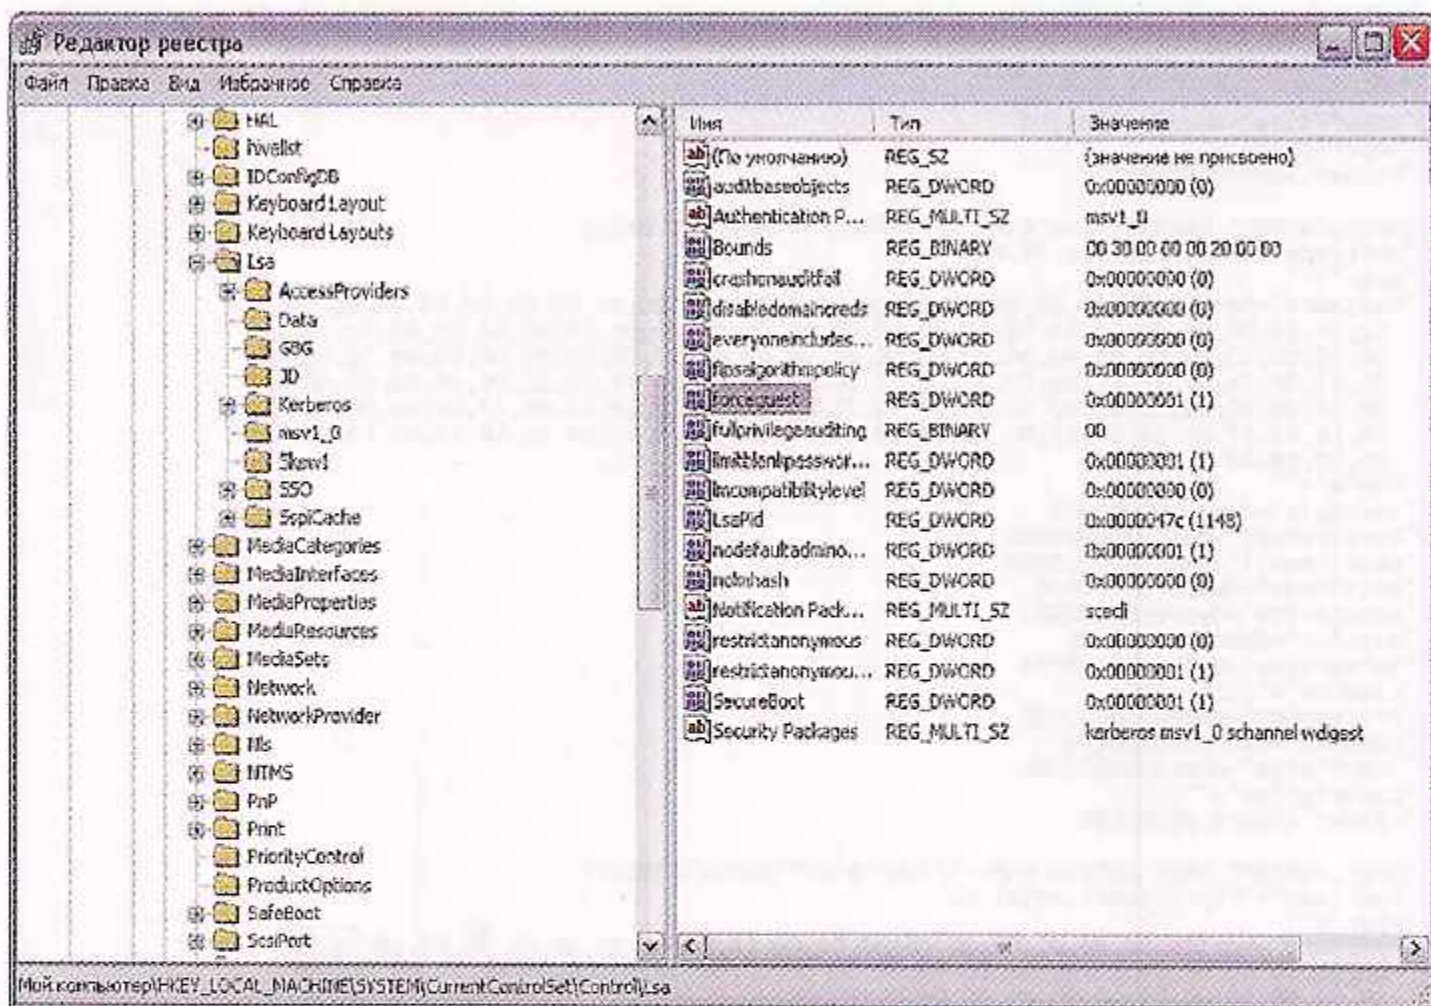 Редактор реестра
Файл Правка Вид Избранное Справка
HAL
hivelist
IDConfigDB
Keyboard Layout
Keyboard Layouts
Lsa
AccessProviders
Data
GBG
JD
Kerberos
msv1_0
Skew1
SSO
SspiCache
MediaCategories
MediaInterfaces
MediaProperties
MediaResources
MediaSets
Network
NetworkProvider
Nls
NTMS
PnP
Print
PriorityControl
ProductOptions
SafeBoot
ScsiPort
Имя Тип Значение
(По умолчанию) REG_SZ (значение не присвоено)
auditbaseobjects REG_DWORD 0x00000000 (0)
Authentication P... REG_MULTI_SZ msv1_0
Bounds REG_BINARY 00 30 00 00 00 20 00 00
crashonauditfail REG_DWORD 0x00000000 (0)
disabledomaincreds REG_DWORD 0x00000000 (0)
everyoneincludes... REG_DWORD 0x00000000 (0)
fipsalgorithmpolicy REG_DWORD 0x00000000 (0)
forceguest REG_DWORD 0x00000001 (1)
fullprivilegeauditing REG_BINARY 00
limitblankpasswor... REG_DWORD 0x00000001 (1)
lmcompatibilitylevel REG_DWORD 0x00000000 (0)
LsaPid REG_DWORD 0x0000047c (1148)
nodefaultadmino... REG_DWORD 0x00000001 (1)
nolmhash REG_DWORD 0x00000000 (0)
Notification Pack... REG_MULTI_SZ scecli
restrictanonymous REG_DWORD 0x00000000 (0)
restrictanonymou... REG_DWORD 0x00000001 (1)
SecureBoot REG_DWORD 0x00000001 (1)
Security Packages REG_MULTI_SZ kerberos msv1_0 schannel wdigest
Мой компьютер\HKEY_LOCAL_MACHINE\SYSTEM\CurrentControlSet\Control\Lsa